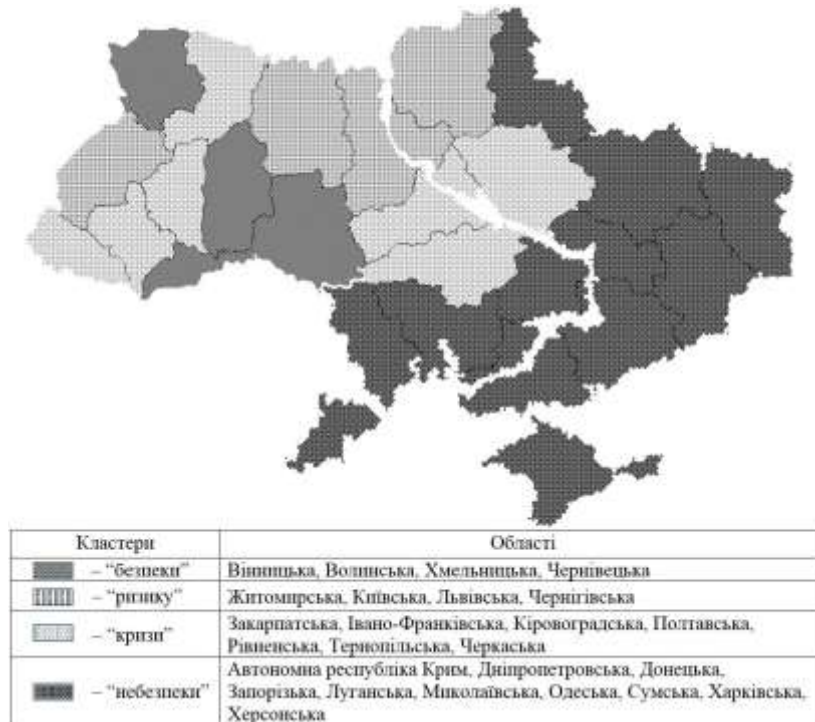 Кластери Області
– “безпеки” Вінницька, Волинська, Хмельницька, Чернівецька
– “ризику” Житомирська, Київська, Львівська, Чернігівська
– “кризи” Закарпатська, Івано-Франківська, Кіровоградська, Полтавська,
Рівненська, Тернопільська, Черкаська
– “небезпеки” Автономна республіка Крим, Дніпропетровська, Донецька,
Запорізька, Луганська, Миколаївська, Одеська, Сумська, Харківська,
Херсонська